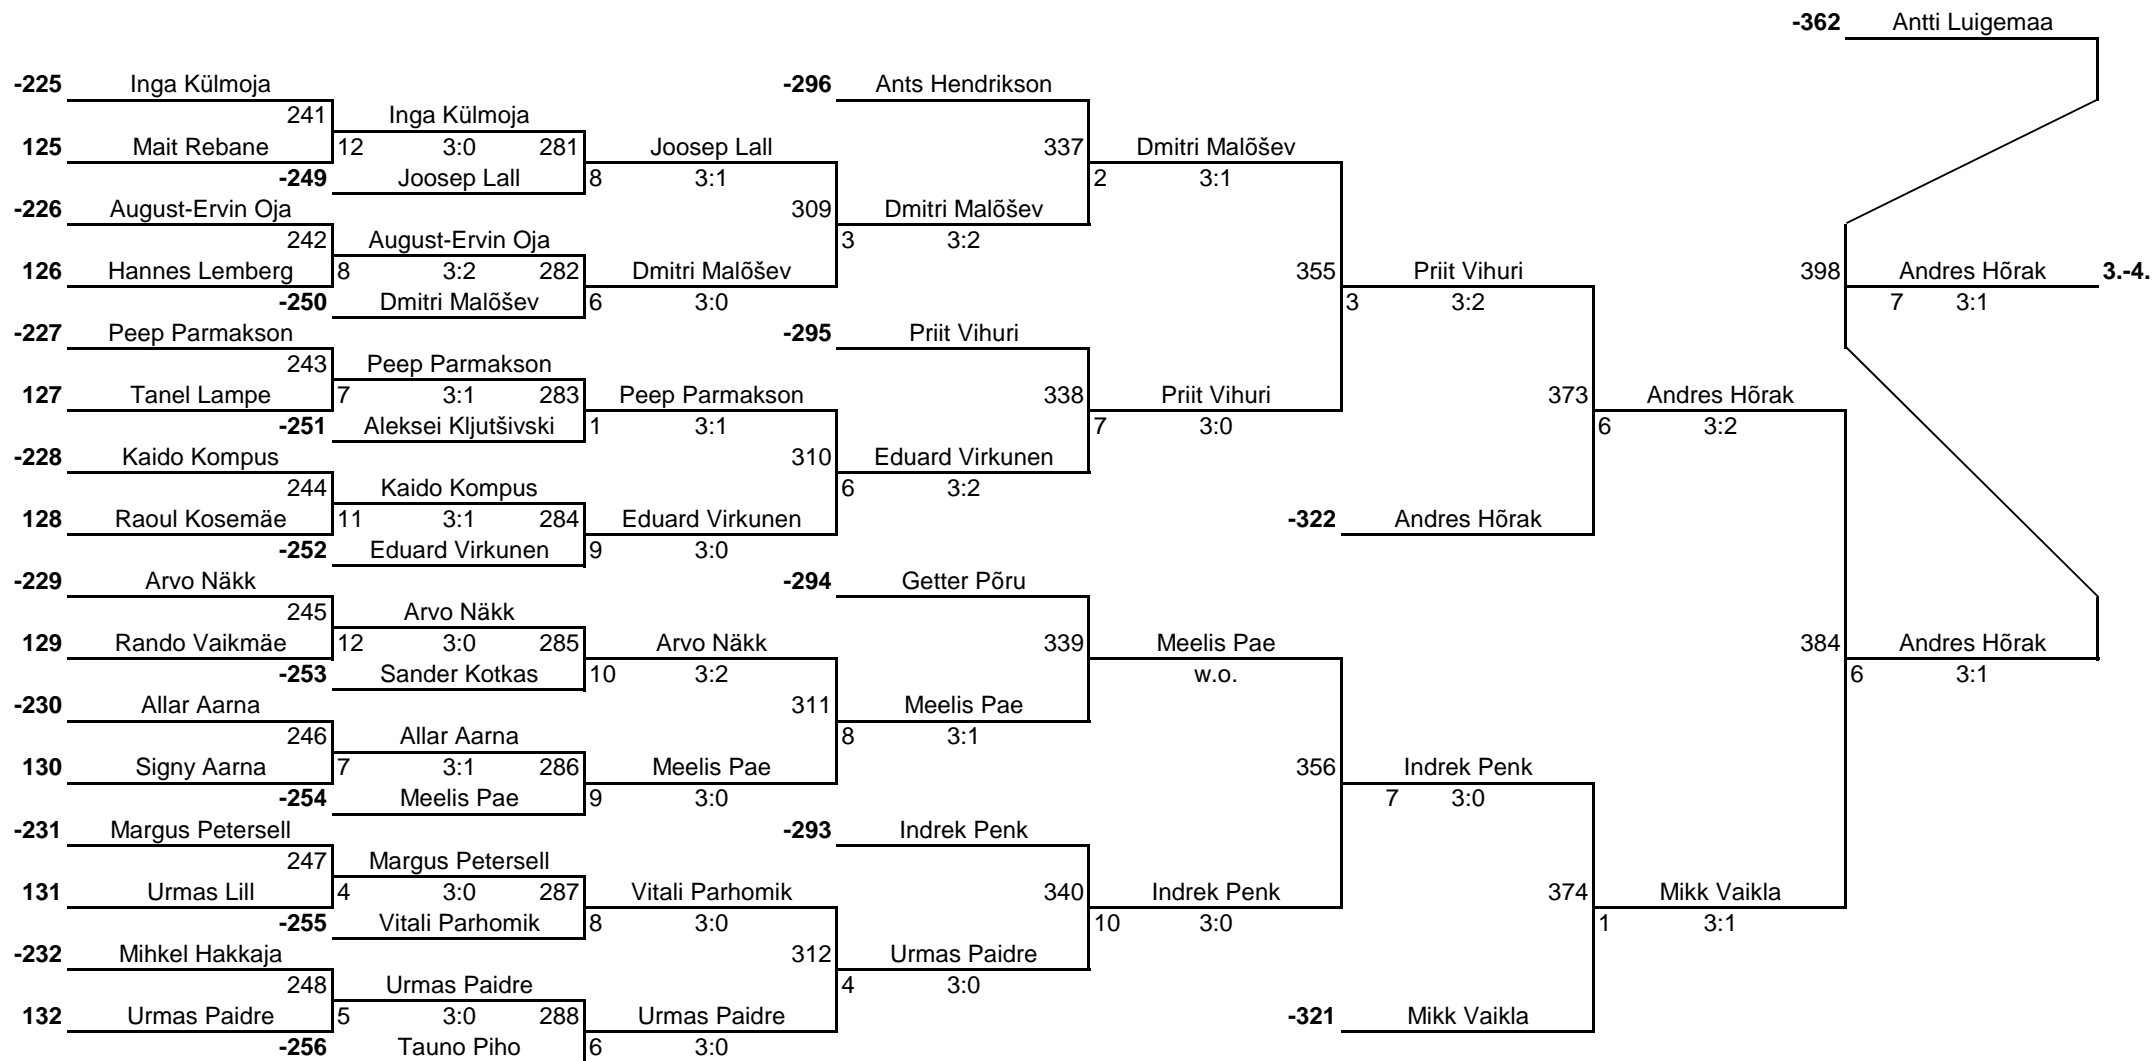 -362 Antti Luigemaa
-225 Inga Külmoja -296 Ants Hendrikson
241 Inga Külmoja
125 Mait Rebane 12 3:0 281 Joosep Lall 337 Dmitri Malõšev
-249 Joosep Lall 8 3:1 2 3:1
-226 August-Ervin Oja 309 Dmitri Malõšev
242 August-Ervin Oja 3 3:2
126 Hannes Lemberg 8 3:2 282 Dmitri Malõšev 355 Priit Vihuri 398 Andres Hõrak 3.-4.
-250 Dmitri Malõšev 6 3:0 3 3:2 7 3:1
-227 Peep Parmakson -295 Priit Vihuri
243 Peep Parmakson
127 Tanel Lampe 7 3:1 283 Peep Parmakson 338 Priit Vihuri 373 Andres Hõrak
-251 Aleksei Kljutšivski 1 3:1 7 3:0 6 3:2
-228 Kaido Kompus 310 Eduard Virkunen
244 Kaido Kompus 6 3:2
128 Raoul Kosemäe 11 3:1 284 Eduard Virkunen -322 Andres Hõrak
-252 Eduard Virkunen 9 3:0
-229 Arvo Näkk -294 Getter Põru
245 Arvo Näkk
129 Rando Vaikmäe 12 3:0 285 Arvo Näkk 339 Meelis Pae 384 Andres Hõrak
-253 Sander Kotkas 10 3:2 w.o. 6 3:1
-230 Allar Aarna 311 Meelis Pae
246 Allar Aarna 8 3:1
130 Signy Aarna 7 3:1 286 Meelis Pae 356 Indrek Penk
-254 Meelis Pae 9 3:0 7 3:0
-231 Margus Petersell -293 Indrek Penk
247 Margus Petersell
131 Urmas Lill 4 3:0 287 Vitali Parhomik 340 Indrek Penk 374 Mikk Vaikla
-255 Vitali Parhomik 8 3:0 10 3:0 1 3:1
-232 Mihkel Hakkaja 312 Urmas Paidre
248 Urmas Paidre 4 3:0
132 Urmas Paidre 5 3:0 288 Urmas Paidre -321 Mikk Vaikla
-256 Tauno Piho 6 3:0